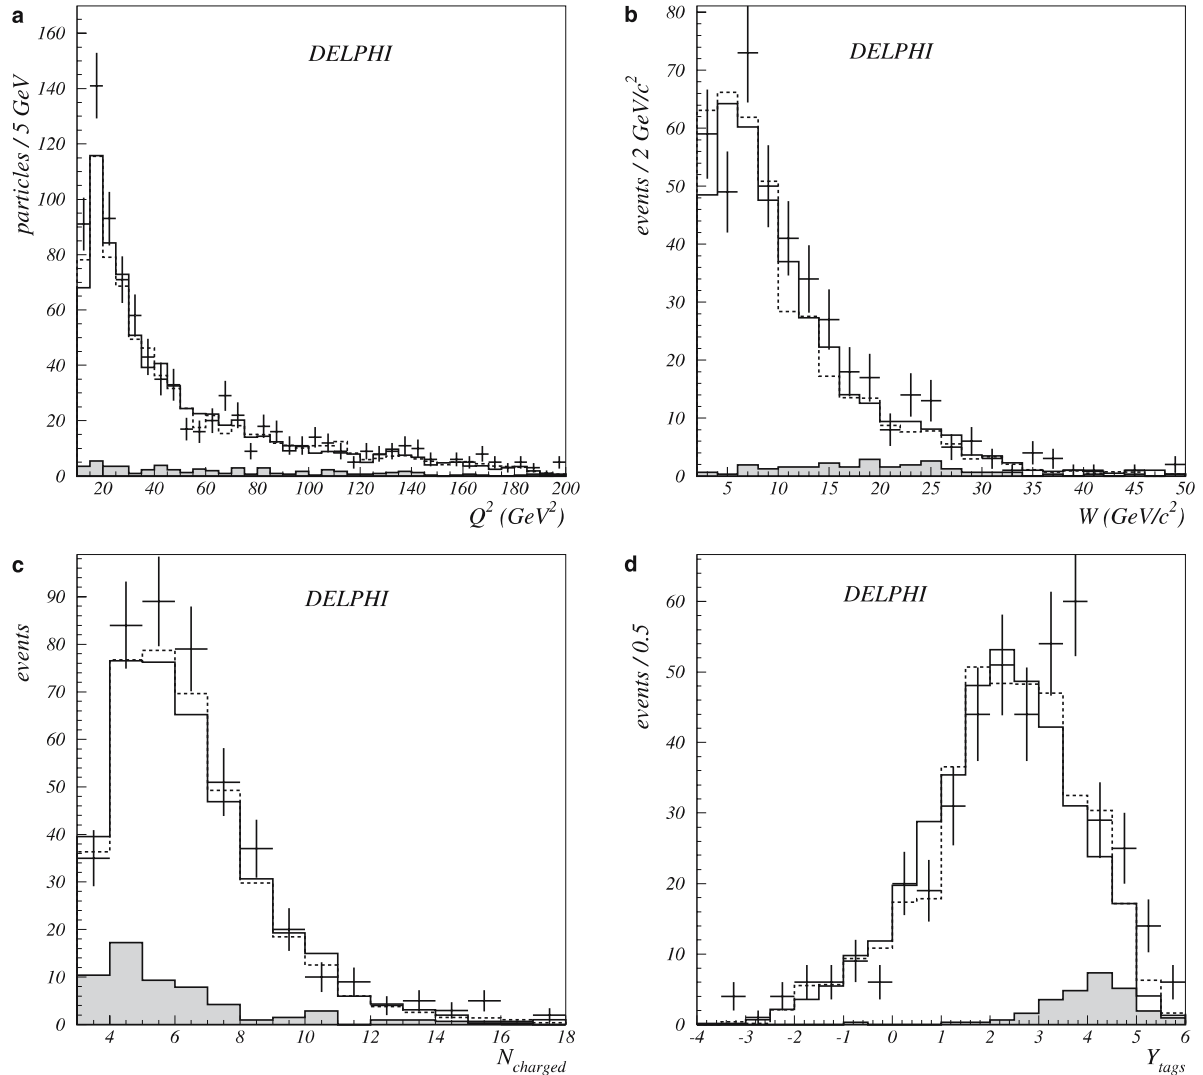 a
DELPHI
particles / 5 GeV
160
140
120
100
80
60
40
20
0
20 40 60 80 100 120 140 160 180 200
Q² (GeV²)
b
DELPHI
events / 2 GeV/c²
80
70
60
50
40
30
20
10
0
5 10 15 20 25 30 35 40 45 50
W (GeV/c²)
c
DELPHI
events
90
80
70
60
50
40
30
20
10
0
4 6 8 10 12 14 16 18
N charged
d
DELPHI
events / 0.5
60
50
40
30
20
10
0
-4 -3 -2 -1 0 1 2 3 4 5 6
Y tags